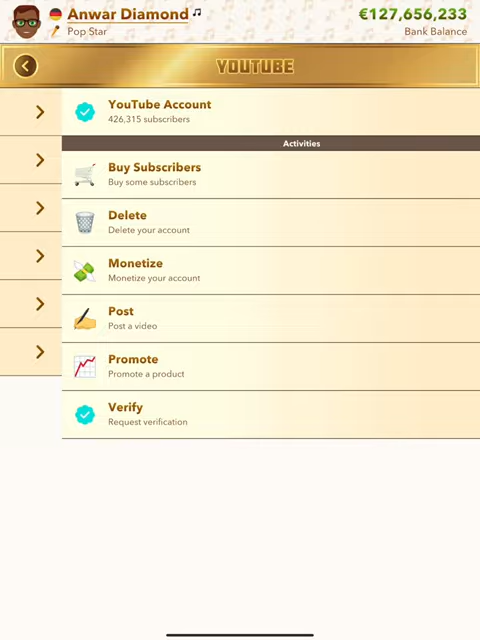 Anwar Diamond
Pop Star
€127,656,233
Bank Balance
YOUTUBE
YouTube Account
426,315 subscribers
Activities
Buy Subscribers
Buy some subscribers
Delete
Delete your account
Monetize
Monetize your account
Post
Post a video
Promote
Promote a product
Verify
Request verification